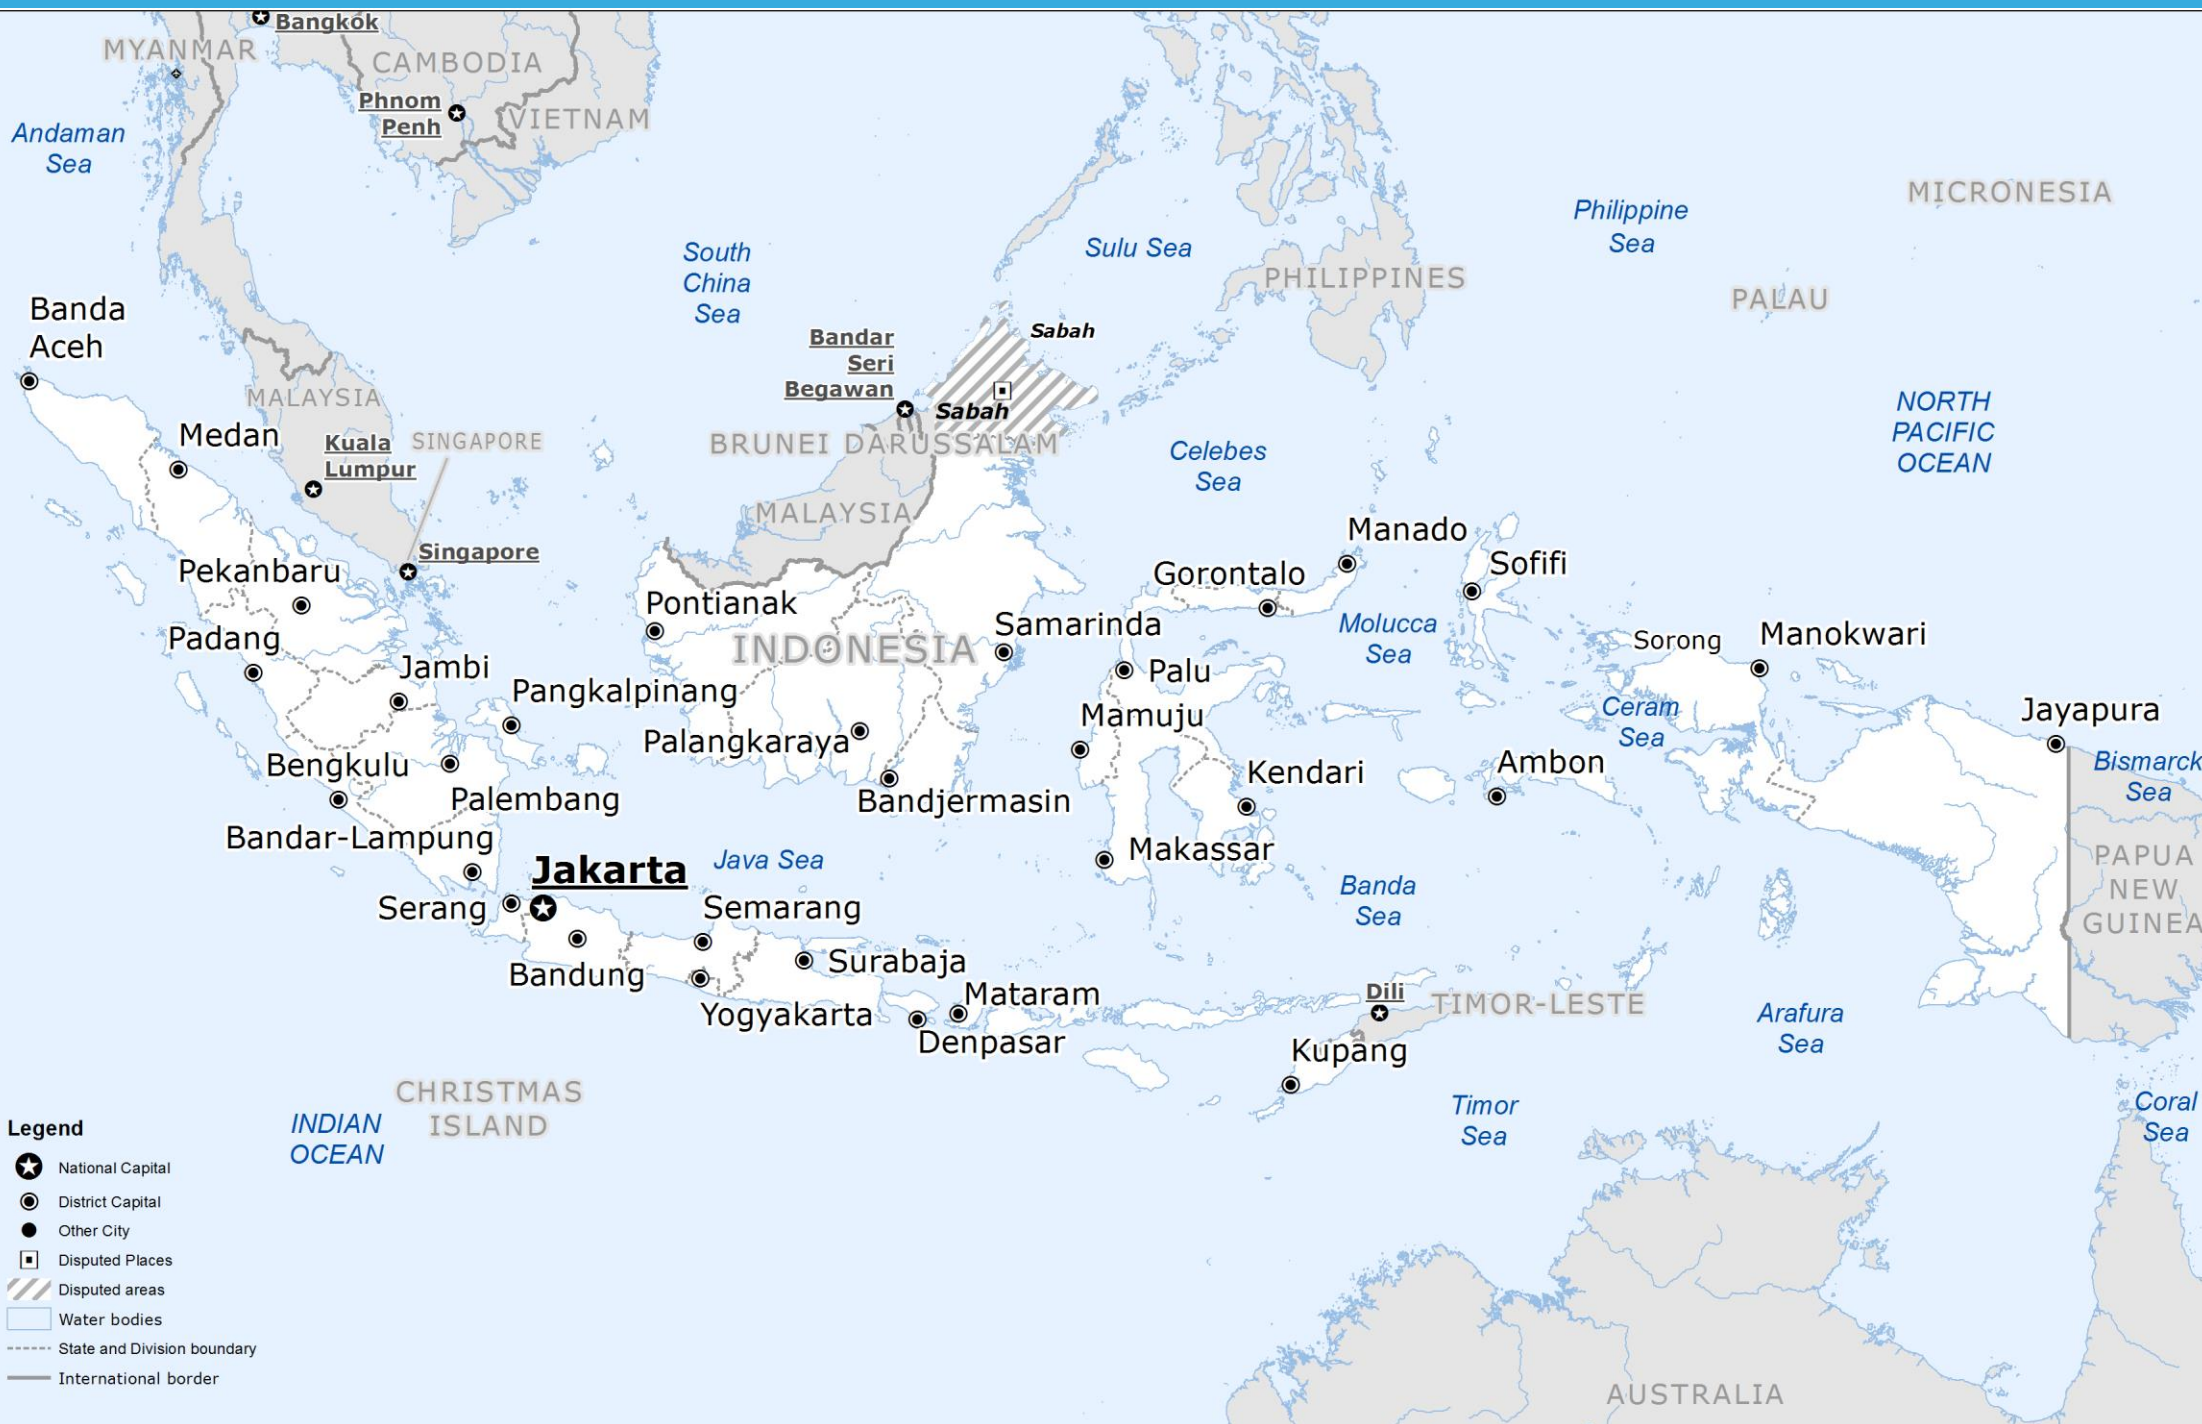 Bangkok
MYANMAR
CAMBODIA
Phnom
Penh
VIETNAM
Andaman
Sea
MICRONESIA
Philippine
Sea
South
China
Sea
Sulu Sea
PHILIPPINES
PALAU
Banda
Aceh
Sabah
Bandar
Seri
Begawan
MALAYSIA
Sabah
NORTH
PACIFIC
OCEAN
Medan
Kuala
Lumpur
SINGAPORE
BRUNEI DARUSSALAM
Celebes
Sea
MALAYSIA
Manado
Singapore
Sofifi
Pekanbaru
Gorontalo
Pontianak
Samarinda
Molucca
Sea
Sorong
Manokwari
Padang
INDONESIA
Jambi
Palu
Pangkalpinang
Mamuju
Ceram
Sea
Jayapura
Palangkaraya
Bengkulu
Kendari
Ambon
Bismarck
Sea
Palembang
Bandjermasin
Bandar-Lampung
Makassar
Jakarta
Java Sea
PAPUA
NEW
GUINEA
Banda
Sea
Serang
Semarang
Bandung
Surabaja
Mataram
Dili
TIMOR-LESTE
Yogyakarta
Denpasar
Arafura
Sea
Kupang
CHRISTMAS
ISLAND
INDIAN
OCEAN
Timor
Sea
Coral
Sea
Legend
National Capital
District Capital
Other City
Disputed Places
Disputed areas
Water bodies
State and Division boundary
International border
AUSTRALIA